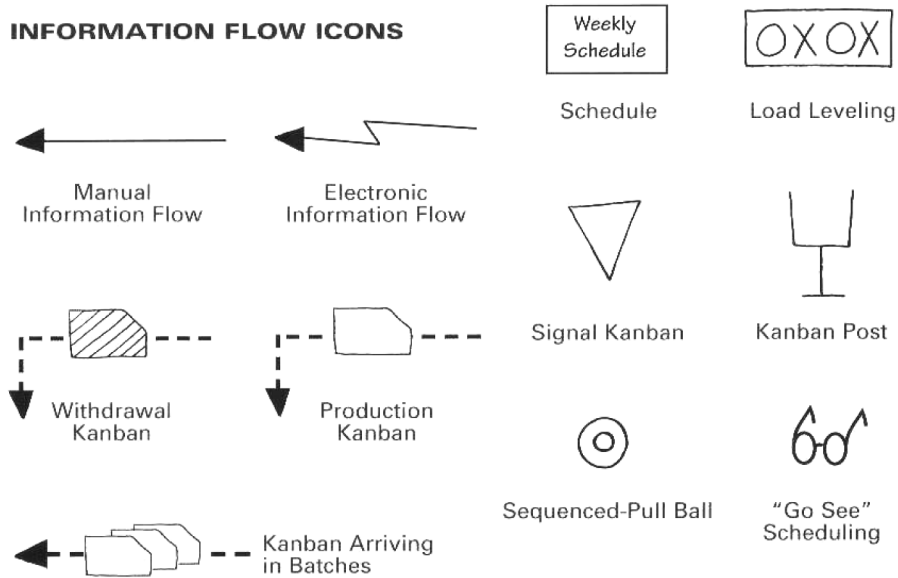 INFORMATION FLOW ICONS
Weekly
Schedule
Schedule
OXOX
Load Leveling
Manual
Information Flow
Electronic
Information Flow
Signal Kanban
Kanban Post
Withdrawal
Kanban
Production
Kanban
Sequenced-Pull Ball
"Go See"
Scheduling
Kanban Arriving
in Batches